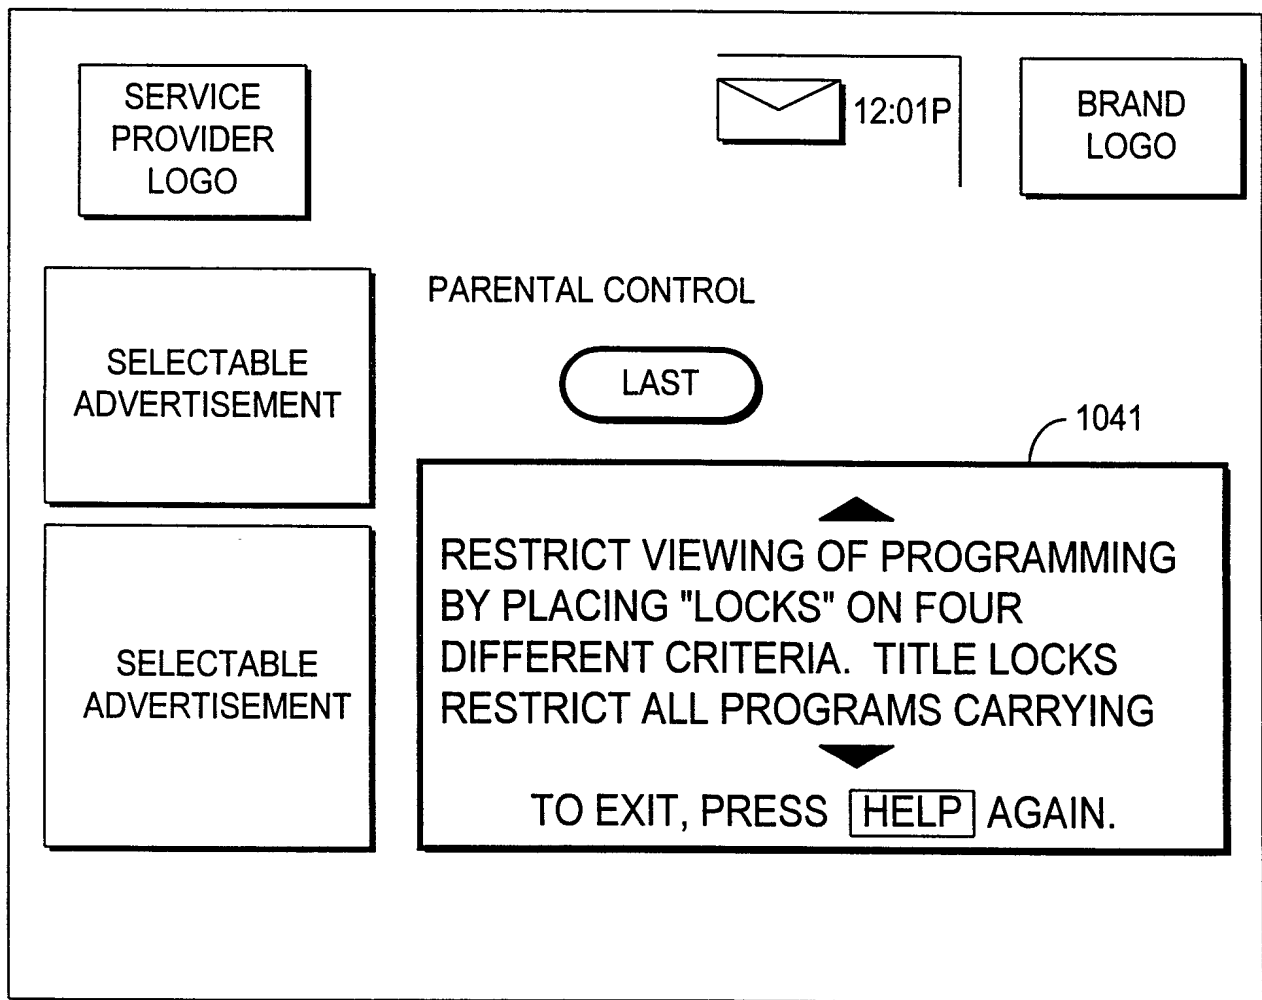 SERVICE
PROVIDER
LOGO
12:01P
BRAND
LOGO
SELECTABLE
ADVERTISEMENT
PARENTAL CONTROL
LAST
1041
RESTRICT VIEWING OF PROGRAMMING
BY PLACING "LOCKS" ON FOUR
DIFFERENT CRITERIA. TITLE LOCKS
RESTRICT ALL PROGRAMS CARRYING
TO EXIT, PRESS HELP AGAIN.
SELECTABLE
ADVERTISEMENT